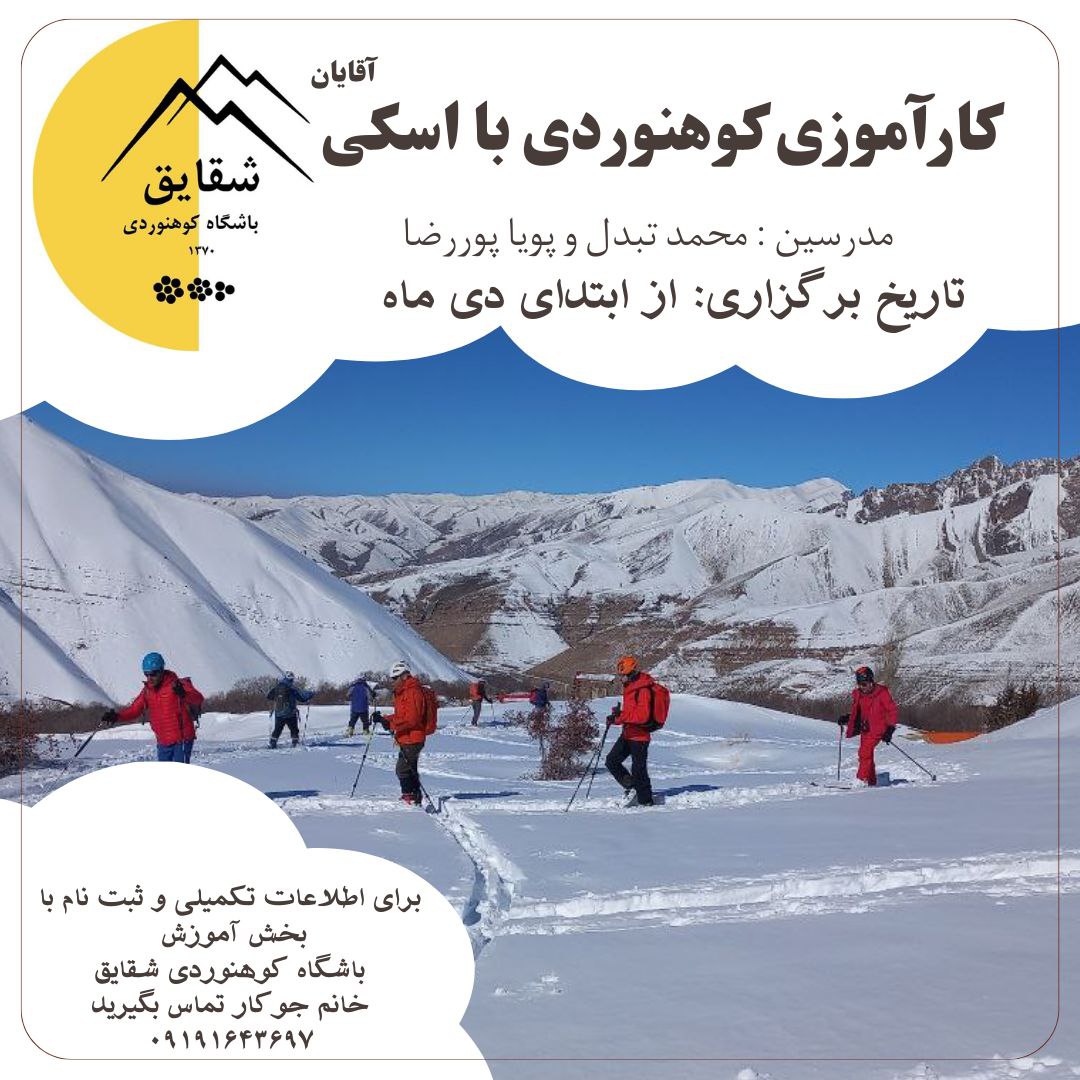 آقایان
کارآموزی کوهنوردی با اسکی
مدرسین : محمد تبدل و پویا پوررضا
تاریخ برگزاری: از ابتدای دی ماه
شقایق
باشگاه کوهنوردی
۱۳۷۰
برای اطلاعات تکمیلی و ثبت نام با
بخش آموزش
باشگاه کوهنوردی شقایق
خانم جوکار تماس بگیرید
۰۹۱۹۱۶۴۳۶۹۷